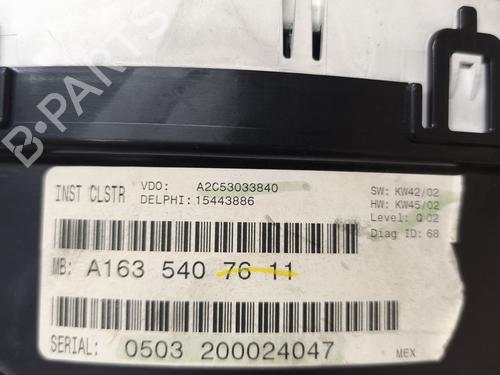 B-PARTS
INST CLSTR
VDO: A2C53033840
DELPHI: 15443886
SW: KW42/02
HW: KW45/02
Level: Q 02
Diag ID: 68
MB: A163 540 76 11
SERIAL: 0503 200024047
MEX